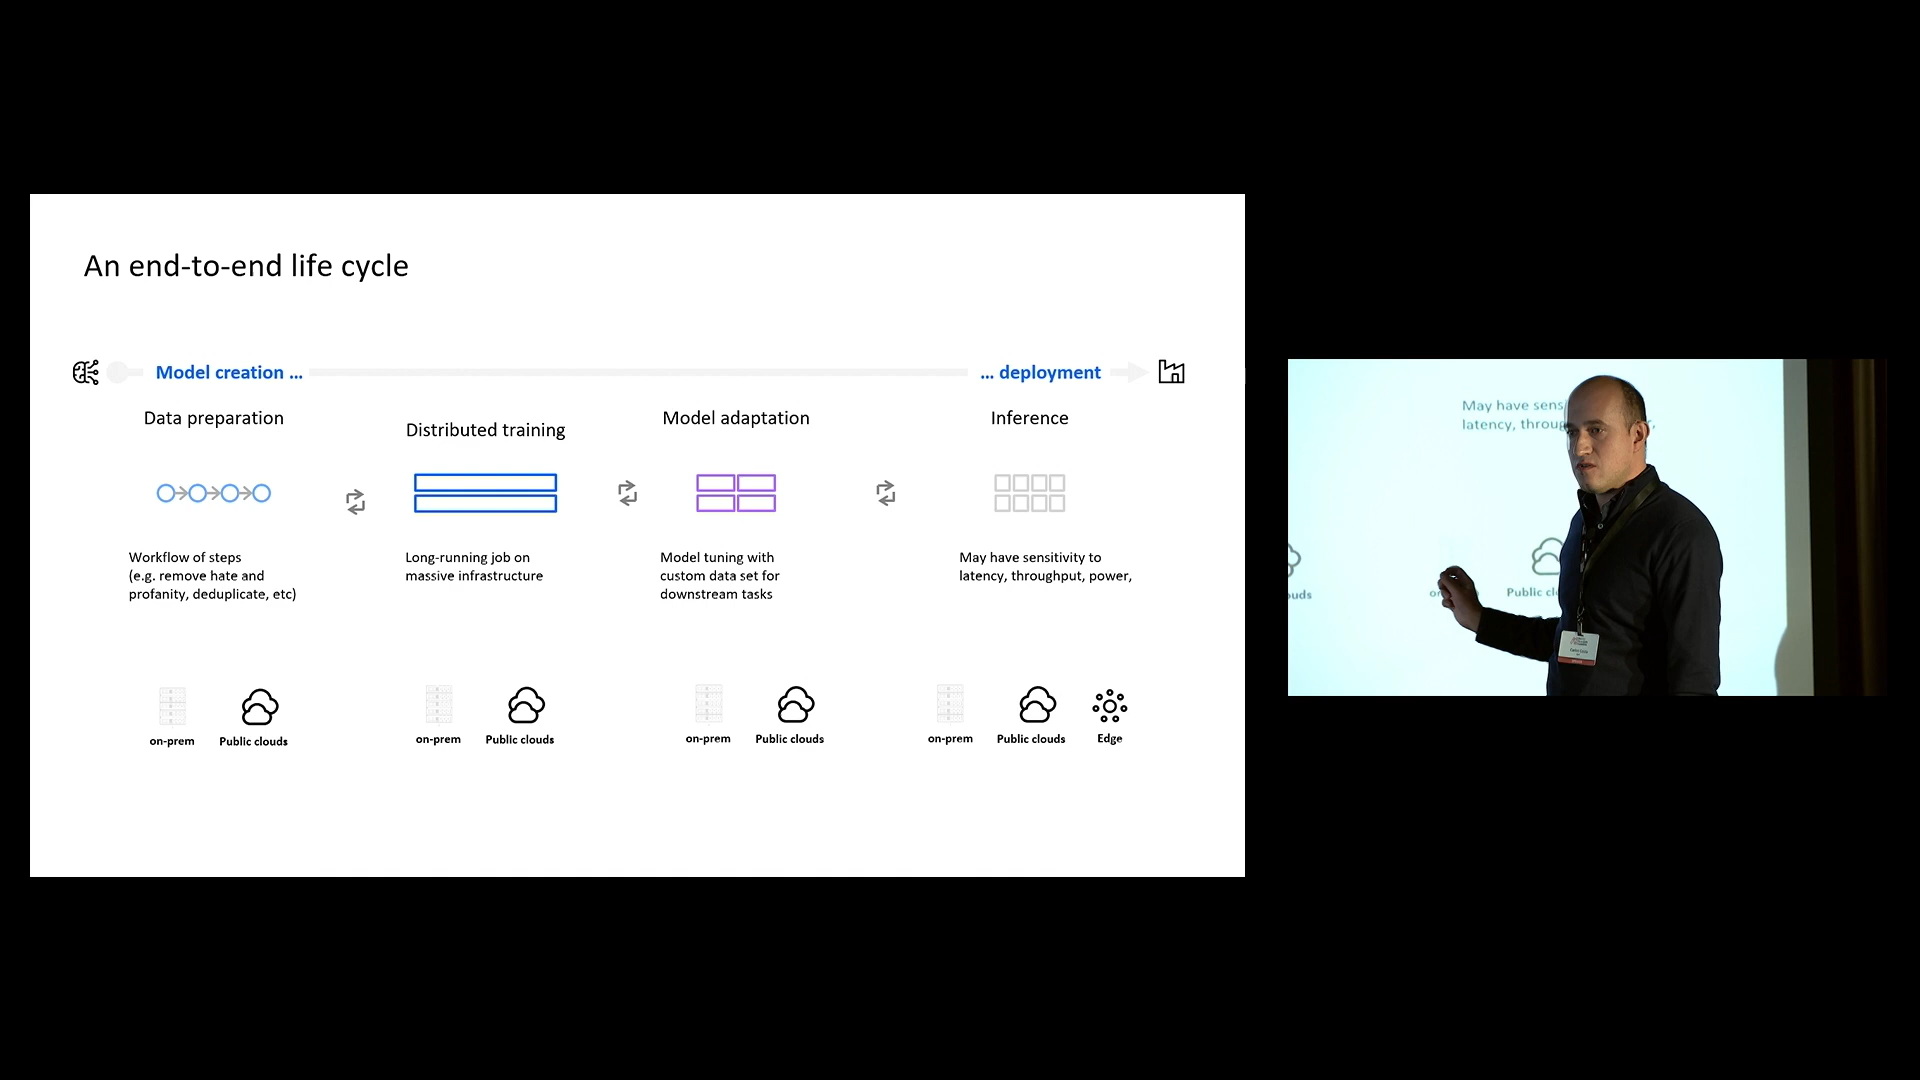 An end-to-end life cycle
Model creation ...
... deployment
Data preparation
Distributed training
Model adaptation
Inference
Workflow of steps
(e.g. remove hate and
profanity, deduplicate, etc)
Long-running job on
massive infrastructure
Model tuning with
custom data set for
downstream tasks
May have sensitivity to
latency, throughput, power,
on-prem
Public clouds
on-prem
Public clouds
on-prem
Public clouds
on-prem
Public clouds
Edge
May have sens
latency, throug
Public cl